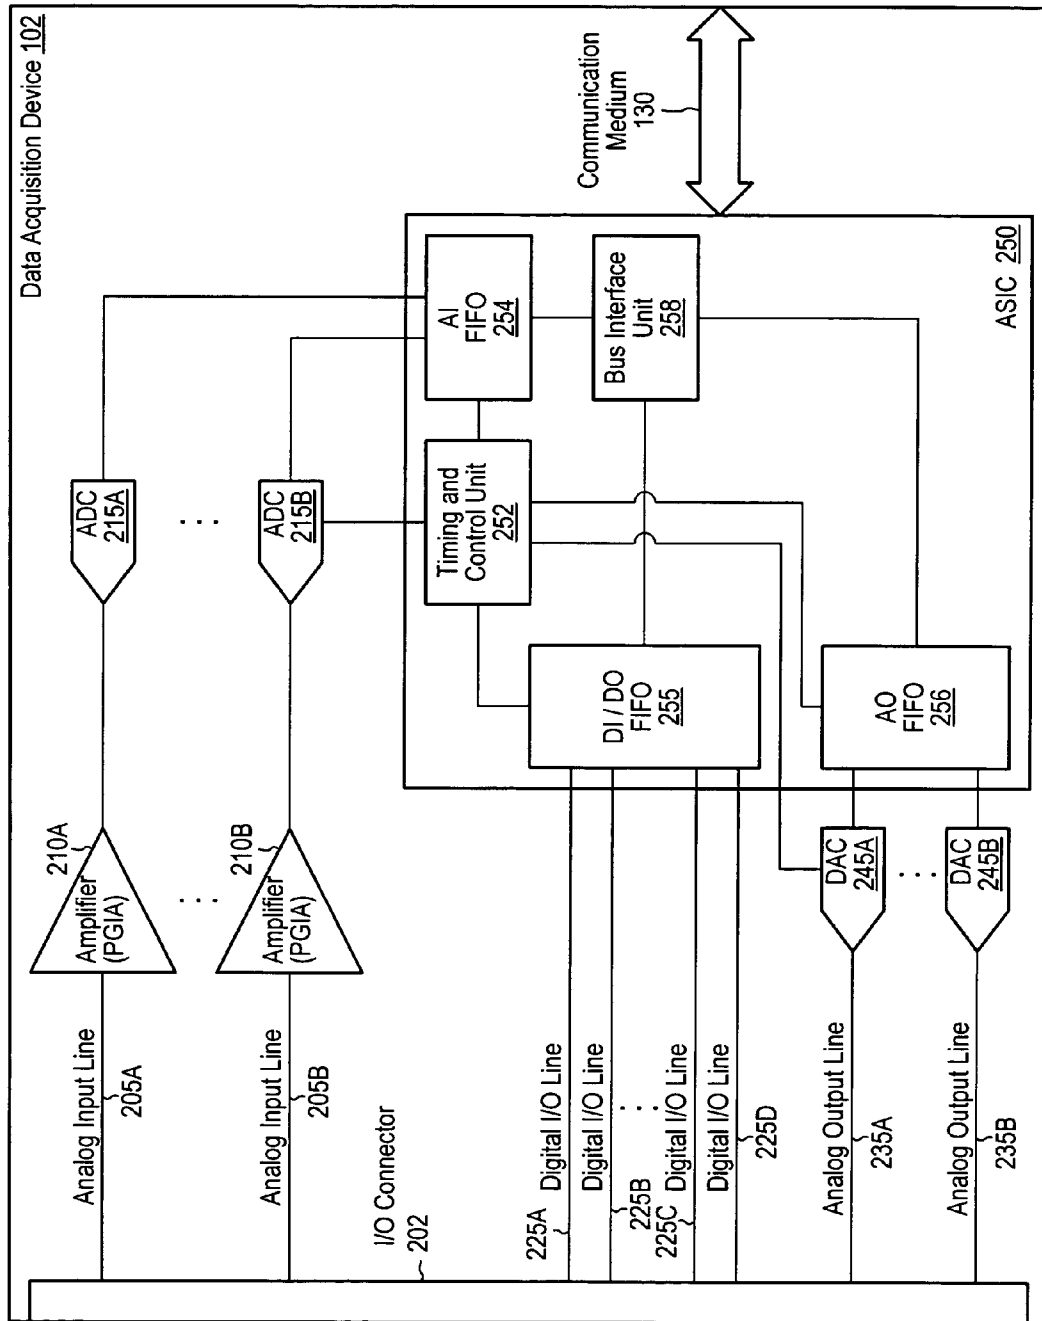 Data Acquisition Device 102
Analog Input Line
205A
Amplifier
(PGIA)
210A
ADC
215A
. . .
. . .
Analog Input Line
205B
Amplifier
(PGIA)
210B
ADC
215B
I/O Connector
202
Communication
Medium
130
AI
FIFO
254
Timing and
Control Unit
252
Bus Interface
Unit
258
DI / DO
FIFO
255
AO
FIFO
256
ASIC 250
225A
Digital I/O Line
Digital I/O Line
225B
. . . .
225C
Digital I/O Line
Digital I/O Line
225D
Analog Output Line
235A
DAC
245A
. . .
Analog Output Line
235B
DAC
245B